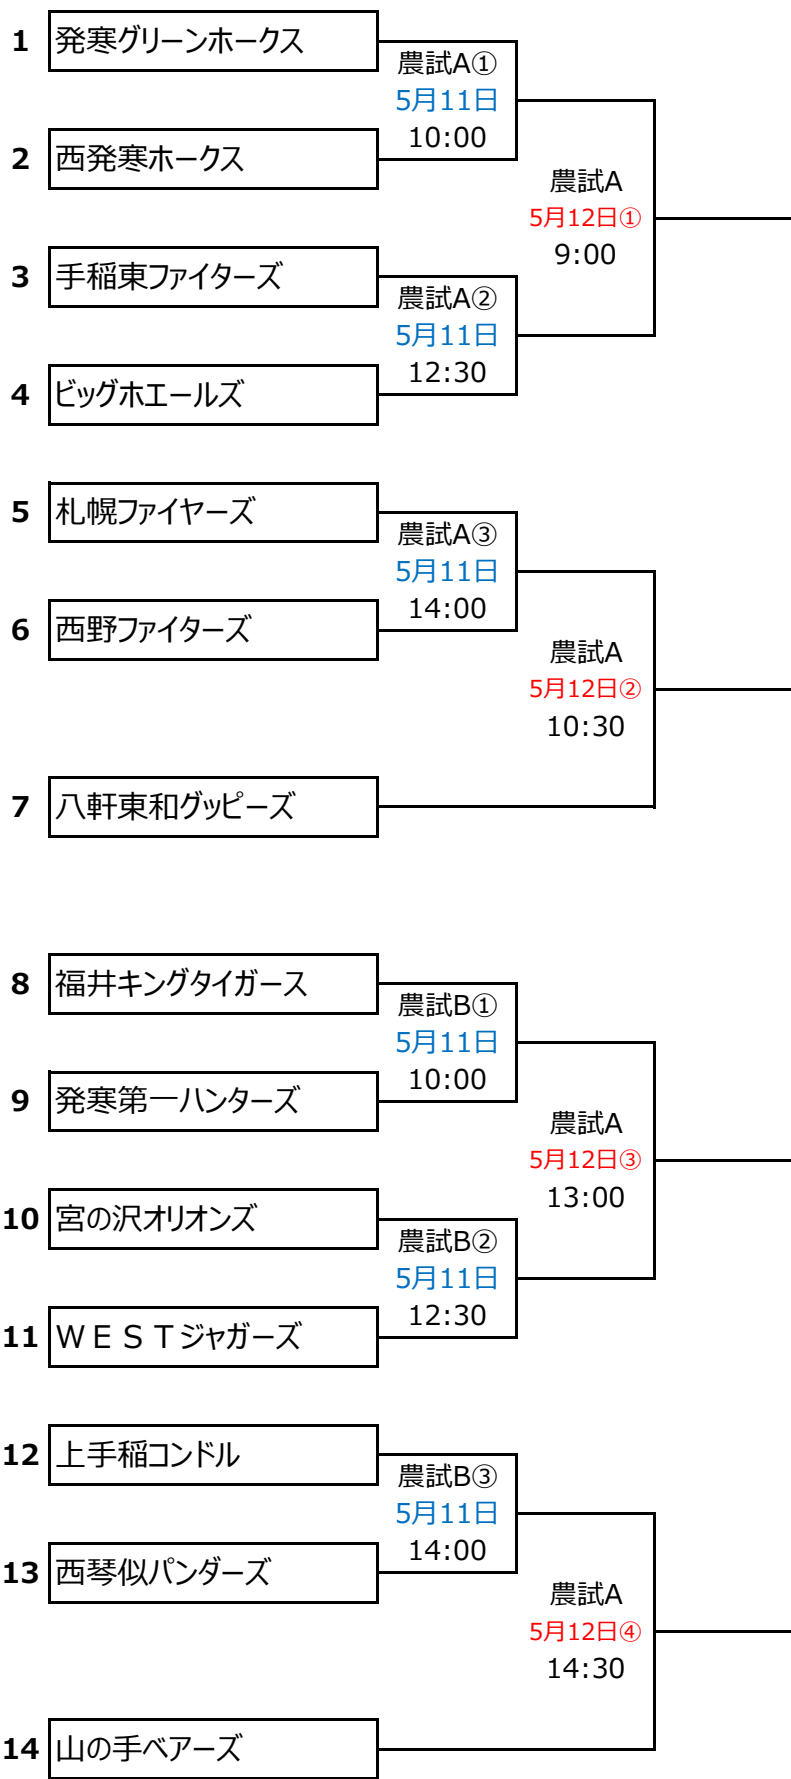 1 発寒グリーンホークス
農試A①
5月11日
10:00
2 西発寒ホークス
農試A
5月12日①
9:00
3 手稲東ファイターズ
農試A②
5月11日
12:30
4 ビッグホエールズ
5 札幌ファイヤーズ
農試A③
5月11日
14:00
6 西野ファイターズ
農試A
5月12日②
10:30
7 八軒東和グッピーズ
8 福井キングタイガース
農試B①
5月11日
10:00
9 発寒第一ハンターズ
農試A
5月12日③
13:00
10 宮の沢オリオンズ
農試B②
5月11日
12:30
11 ＷＥＳＴジャガーズ
12 上手稲コンドル
農試B③
5月11日
14:00
13 西琴似パンダーズ
農試A
5月12日④
14:30
14 山の手ベアーズ